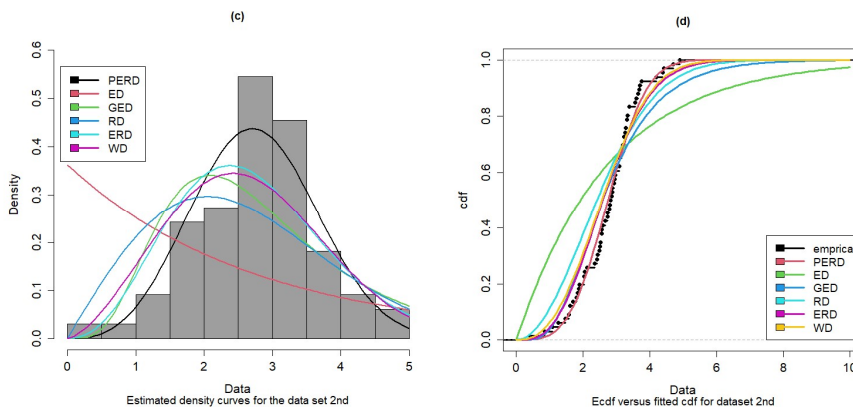 (c)
0.6
0.5
0.4
0.3
0.2
0.1
0.0
Density
PERD
ED
GED
RD
ERD
WD
0 1 2 3 4 5
Data
Estimated density curves for the data set 2nd
(d)
1.0
0.8
0.6
0.4
0.2
0.0
cdf
emprical
PERD
ED
GED
RD
ERD
WD
0 2 4 6 8 10
Data
Ecdf versus fitted cdf for dataset 2nd